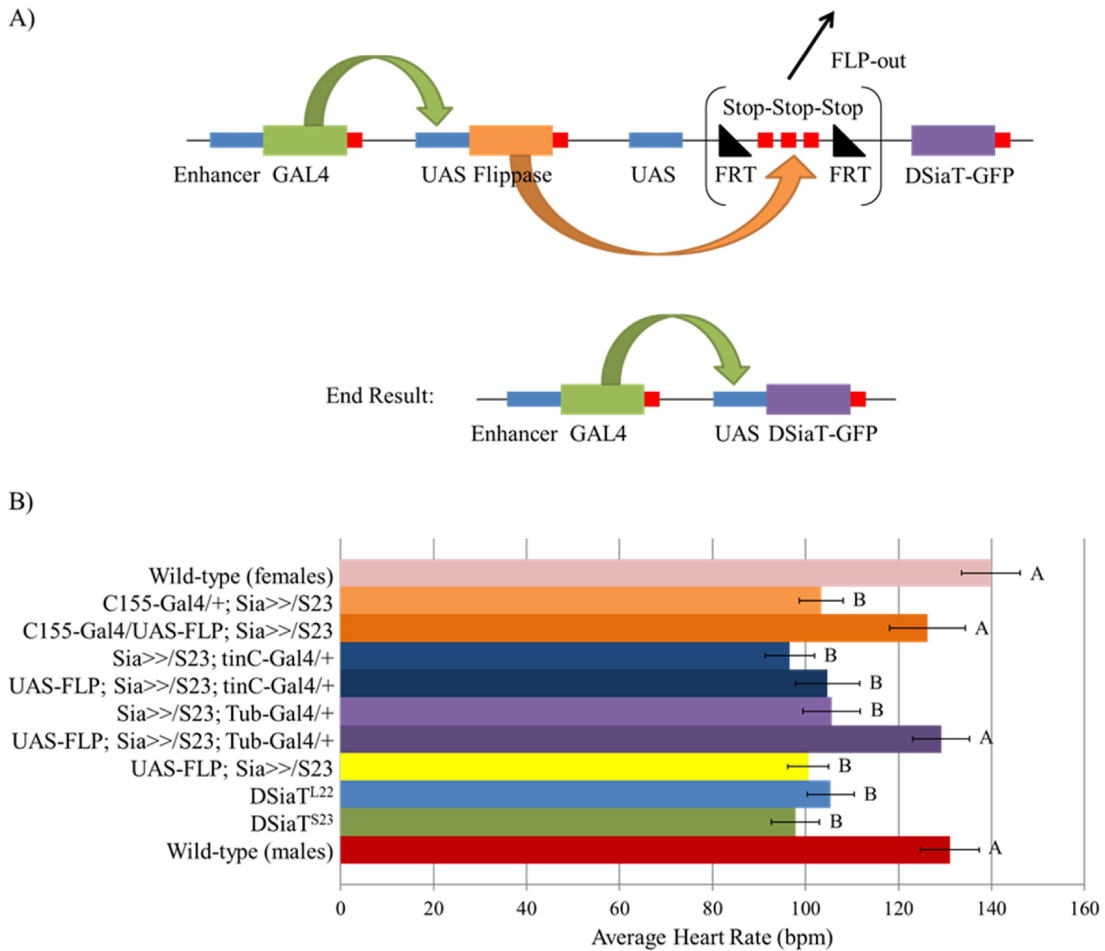 A)
FLP-out
Stop-Stop-Stop
Enhancer GAL4 UAS Flippase UAS FRT FRT DSiaT-GFP
End Result:
Enhancer GAL4 UAS DSiaT-GFP
B)
Wild-type (females) A
C155-Gal4/+; Sia>>/S23 B
C155-Gal4/UAS-FLP; Sia>>/S23 A
Sia>>/S23; tinC-Gal4/+ B
UAS-FLP; Sia>>/S23; tinC-Gal4/+ B
Sia>>/S23; Tub-Gal4/+ B
UAS-FLP; Sia>>/S23; Tub-Gal4/+ A
UAS-FLP; Sia>>/S23 B
DSiaT^L22 B
DSiaT^S23 B
Wild-type (males) A
0 20 40 60 80 100 120 140 160
Average Heart Rate (bpm)